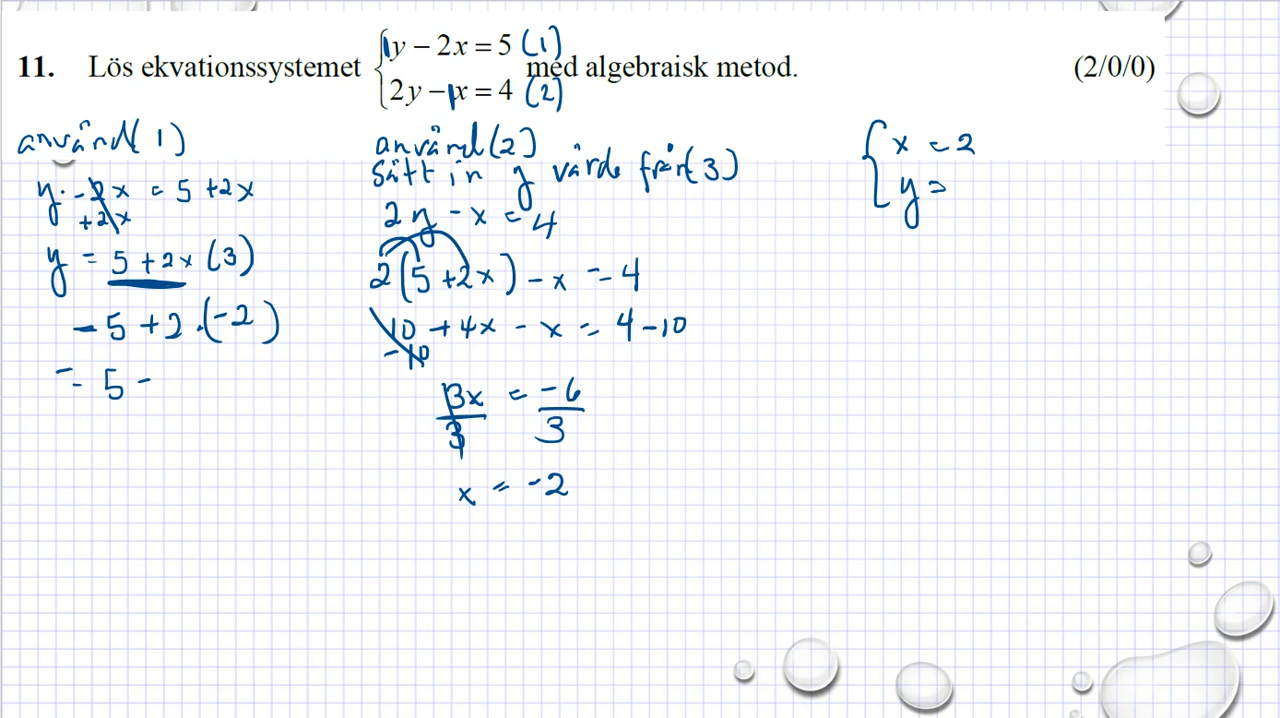 11. Lös ekvationssystemet { 1y − 2x = 5 (1) med algebraisk metod. (2/0/0)
2y − 1x = 4 (2)
använd (1)
y - 2x = 5 + 2x
+ 2x
y = 5 + 2x (3)
= 5 + 2 · (-2)
= 5 -
använd (2)
sätt in y värde från (3)
2y - x = 4
2(5 + 2x) - x = 4
10 + 4x - x = 4 - 10
- 10
3x = -6
3 3
x = -2
{ x = 2
y =